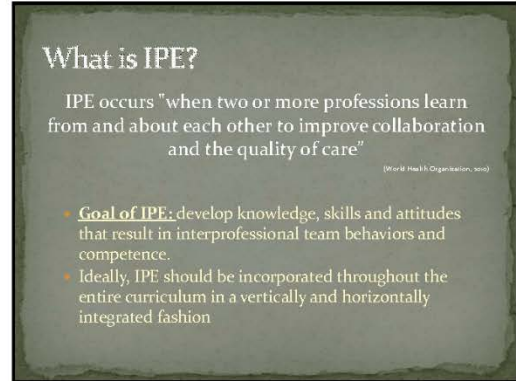 What is IPE?
IPE occurs "when two or more professions learn
from and about each other to improve collaboration
and the quality of care”
(World Health Organization, 2010)
• Goal of IPE: develop knowledge, skills and attitudes
that result in interprofessional team behaviors and
competence.
• Ideally, IPE should be incorporated throughout the
entire curriculum in a vertically and horizontally
integrated fashion